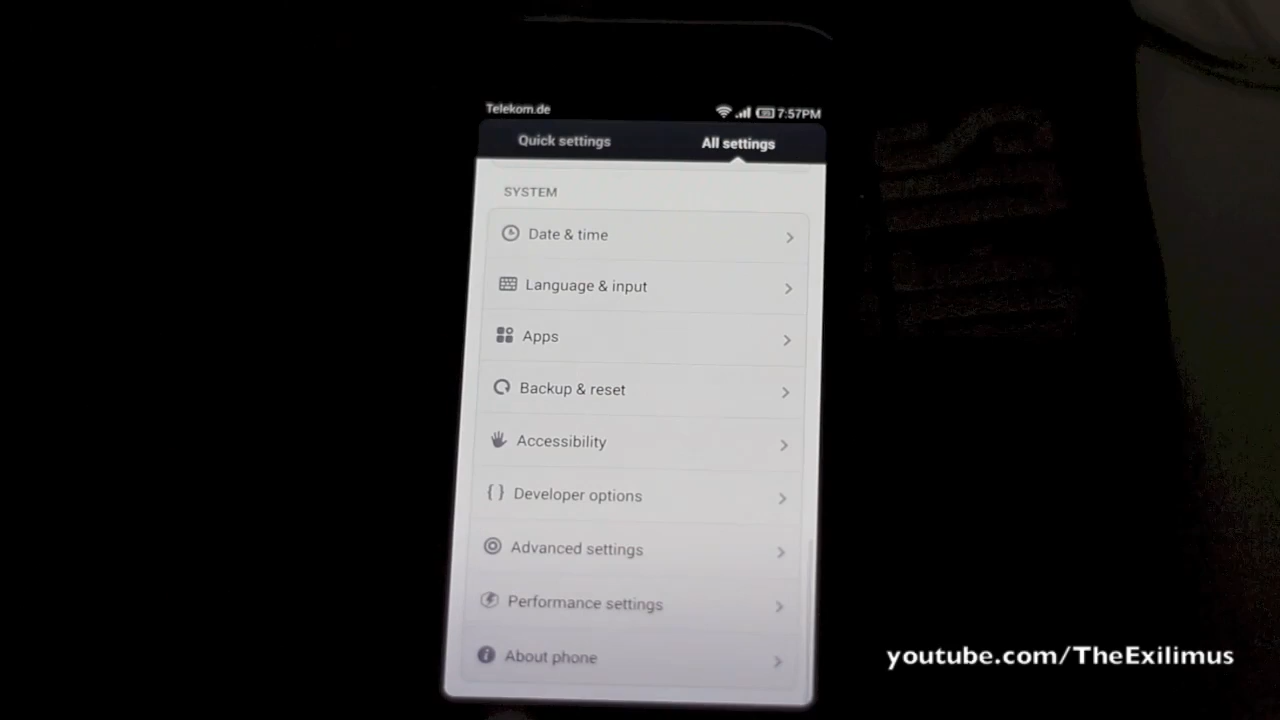 Telekom.de
7:57PM
Quick settings
All settings
SYSTEM
Date & time
Language & input
Apps
Backup & reset
Accessibility
{ } Developer options
Advanced settings
Performance settings
About phone
youtube.com/TheExilimus